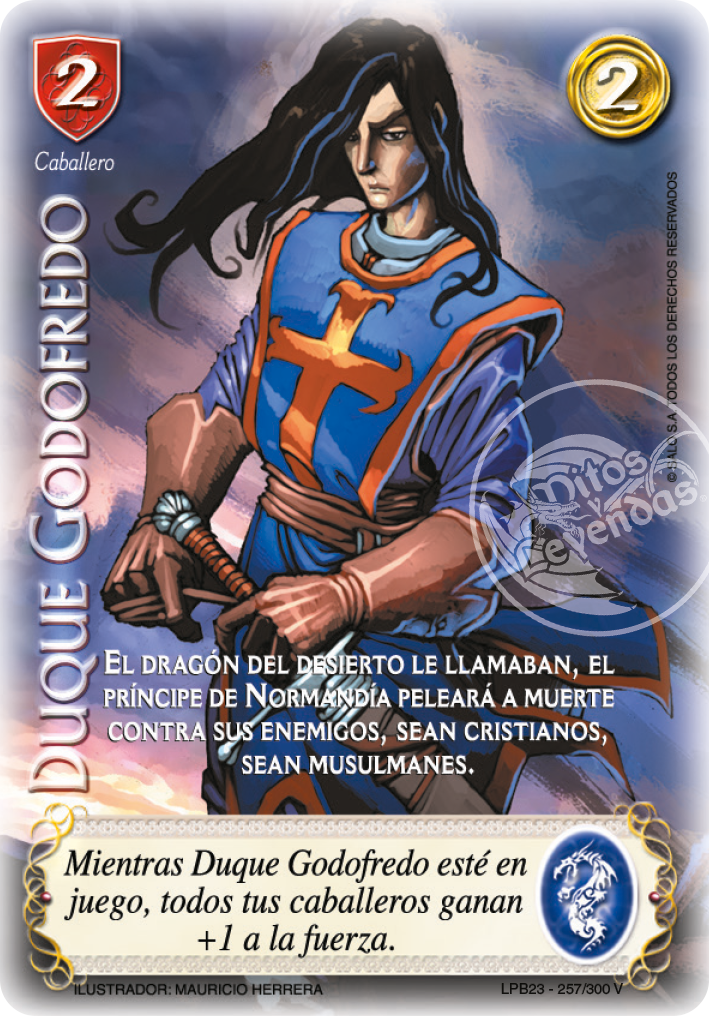 2
2
Caballero
DUQUE GODOFREDO
© SALO S.A. TODOS LOS DERECHOS RESERVADOS
Mitos
y
Leyendas®
EL DRAGÓN DEL DESIERTO LE LLAMABAN, EL
PRÍNCIPE DE NORMANDÍA PELEARÁ A MUERTE
CONTRA SUS ENEMIGOS, SEAN CRISTIANOS,
SEAN MUSULMANES.
Mientras Duque Godofredo esté en
juego, todos tus caballeros ganan
+1 a la fuerza.
ILUSTRADOR: MAURICIO HERRERA
LPB23 - 257/300 V